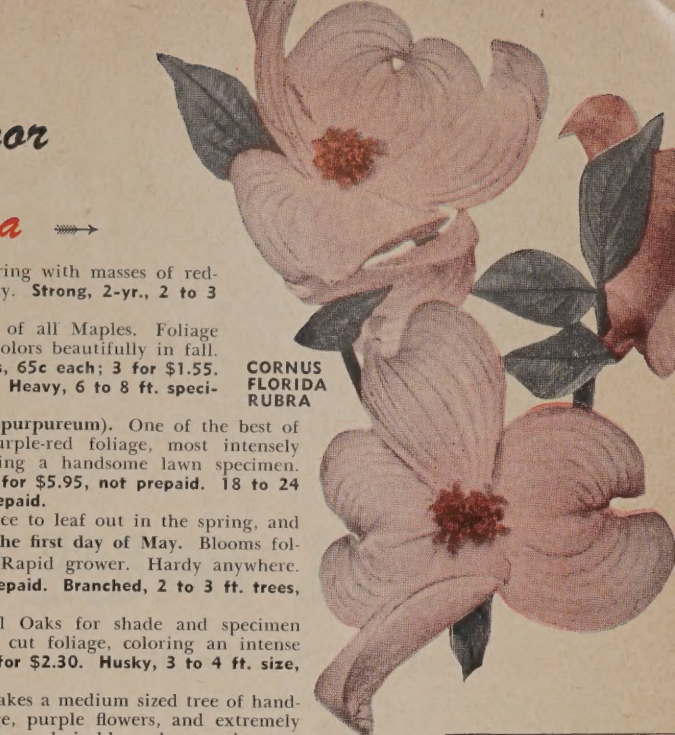 or
a
ring with masses of red-
y. Strong, 2-yr., 2 to 3
of all Maples. Foliage
olors beautifully in fall.
s, 65c each; 3 for $1.55.
Heavy, 6 to 8 ft. speci-
CORNUS
FLORIDA
RUBRA
purpureum). One of the best of
urple-red foliage, most intensely
ing a handsome lawn specimen.
for $5.95, not prepaid. 18 to 24
epaid.
ce to leaf out in the spring, and
he first day of May. Blooms fol-
Rapid grower. Hardy anywhere.
epaid. Branched, 2 to 3 ft. trees,
l Oaks for shade and specimen
cut foliage, coloring an intense
for $2.30. Husky, 3 to 4 ft. size,
akes a medium sized tree of hand-
ge, purple flowers, and extremely